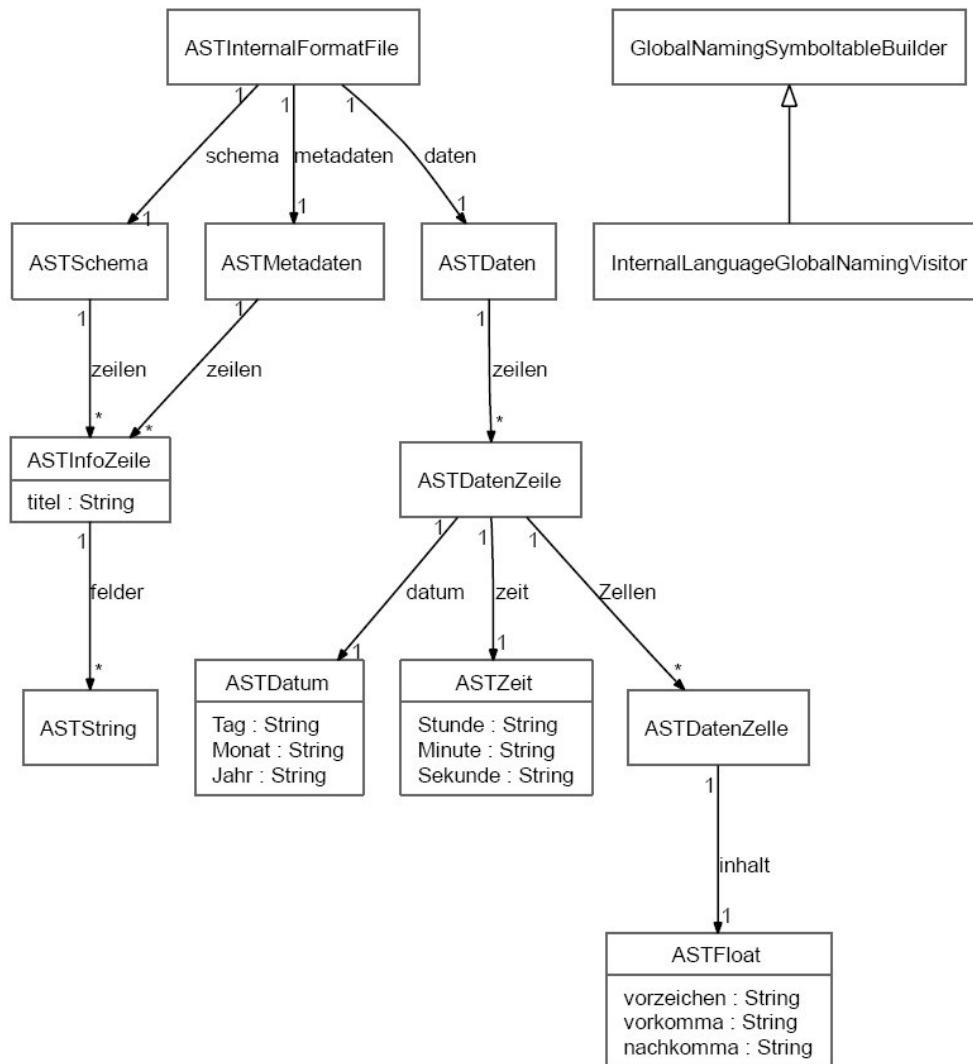 ASTInternalFormatFile
GlobalNamingSymboltableBuilder
1 1 1
schema metadaten daten
1 1 1
ASTSchema ASTMetadaten ASTDaten InternalLanguageGlobalNamingVisitor
1 1 1
zeilen zeilen zeilen
* * *
ASTInfoZeile
titel : String
ASTDatenZeile
1 1 1 1
felder datum zeit Zellen
* 1 1 *
ASTString
ASTDatum
Tag : String
Monat : String
Jahr : String
ASTZeit
Stunde : String
Minute : String
Sekunde : String
ASTDatenZelle
1
inhalt
1
ASTFloat
vorzeichen : String
vorkomma : String
nachkomma : String